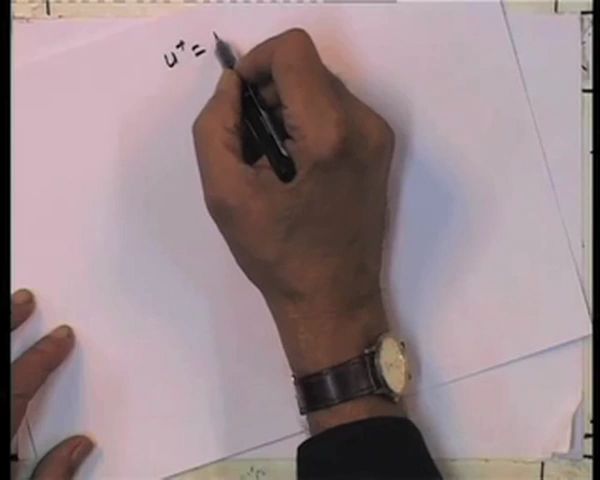 u⁺ =